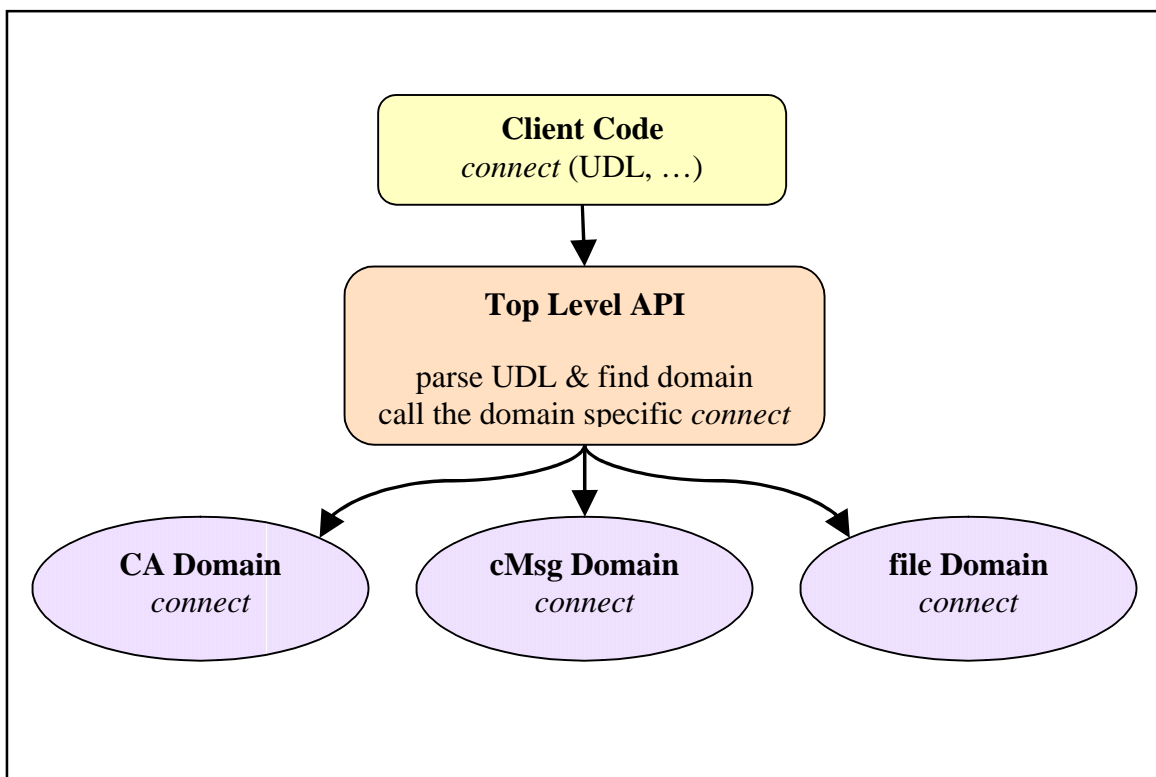 Client Code
connect (UDL, …)
Top Level API
parse UDL & find domain
call the domain specific connect
CA Domain
connect
cMsg Domain
connect
file Domain
connect